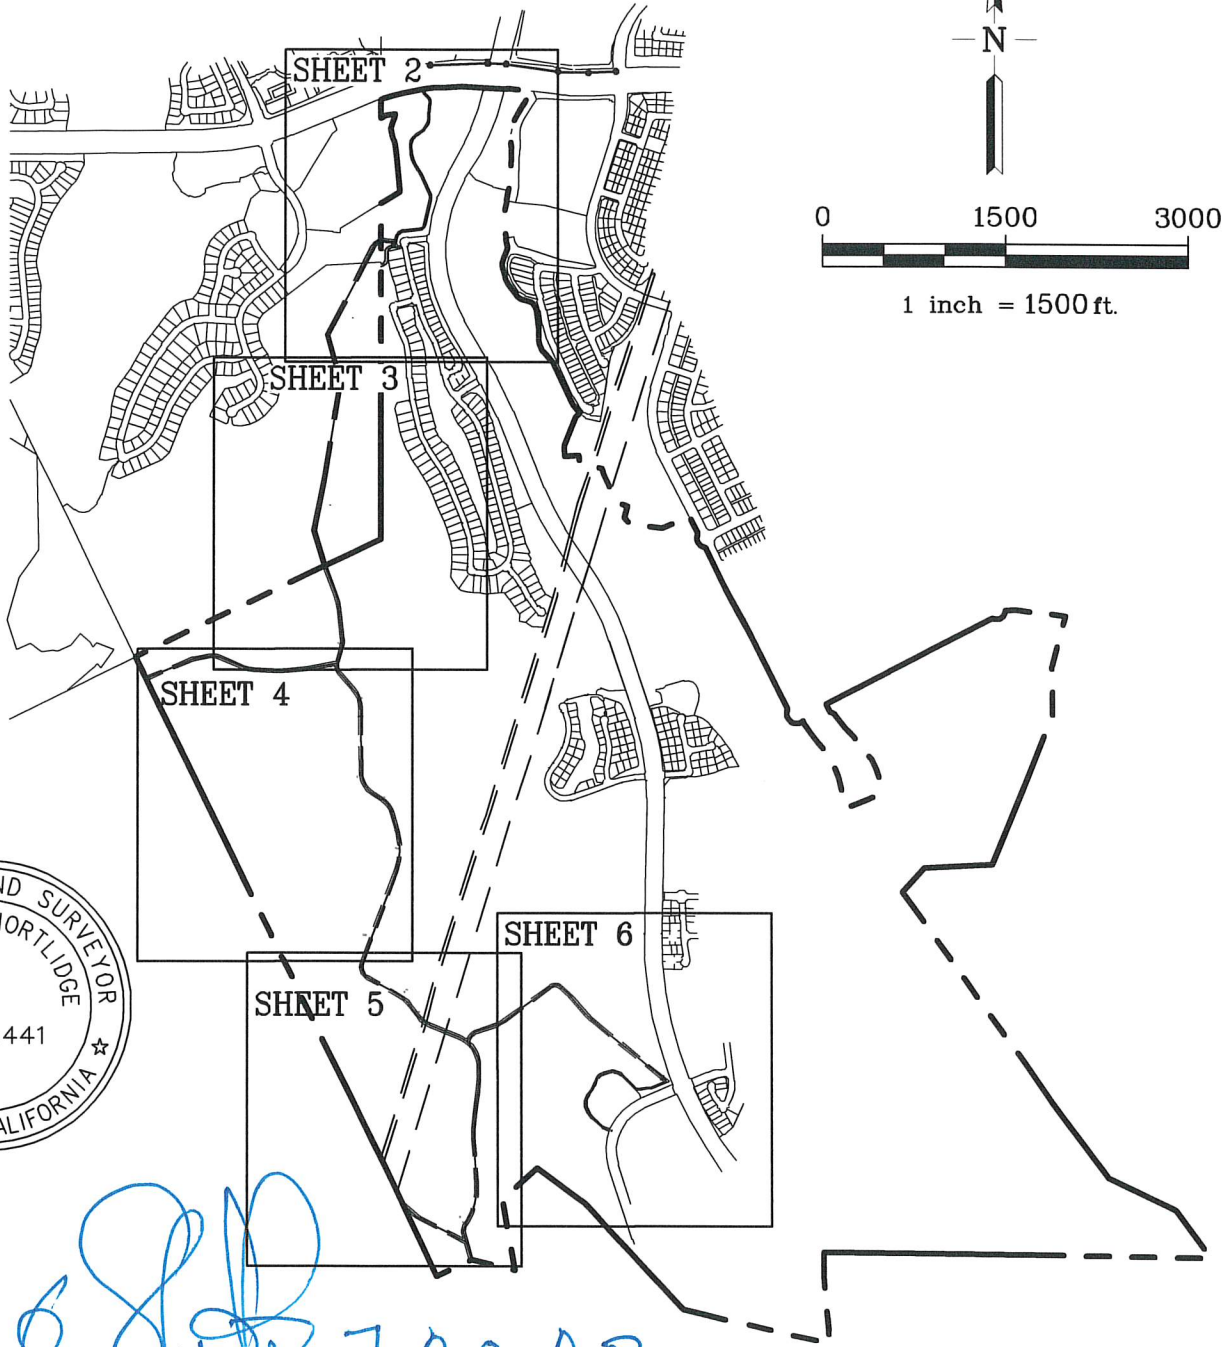 N
SHEET 2
0 1500 3000
1 inch = 1500 ft.
SHEET 3
SHEET 4
SHEET 6
SHEET 5
ND SURVEYOR
ORTLIDGE
441
ALIFORNIA